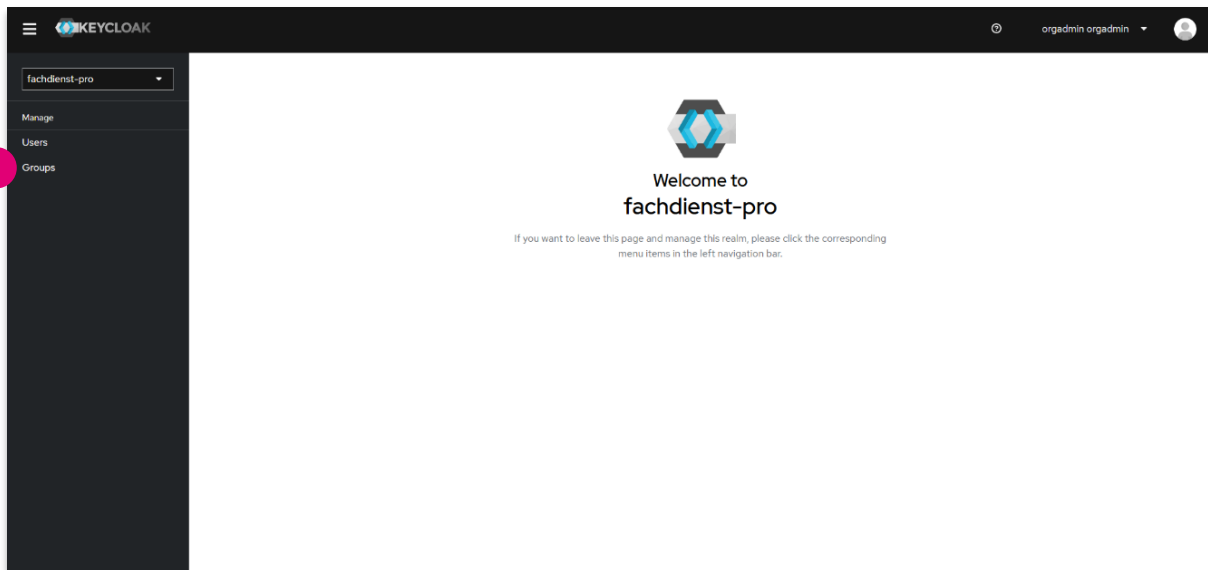 KEYCLOAK
orgadmin orgadmin
fachdienst-pro
Manage
Users
Groups
Welcome to
fachdienst-pro
If you want to leave this page and manage this realm, please click the corresponding
menu items in the left navigation bar.